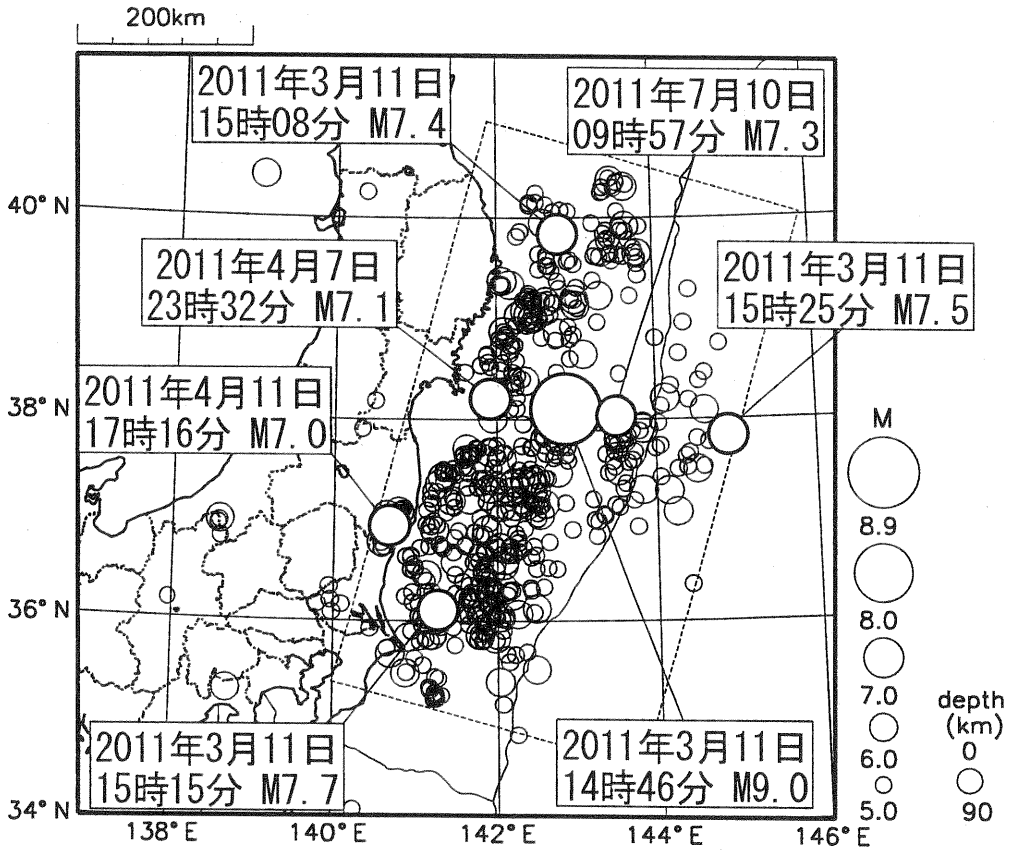 200km
2011年3月11日
15時08分 M7.4
2011年7月10日
09時57分 M7.3
40°N
2011年4月7日
23時32分 M7.1
2011年3月11日
15時25分 M7.5
2011年4月11日
17時16分 M7.0
38°N
M
8.9
8.0
7.0
6.0
5.0
depth
(km)
0
90
36°N
2011年3月11日
15時15分 M7.7
2011年3月11日
14時46分 M9.0
34°N
138°E
140°E
142°E
144°E
146°E